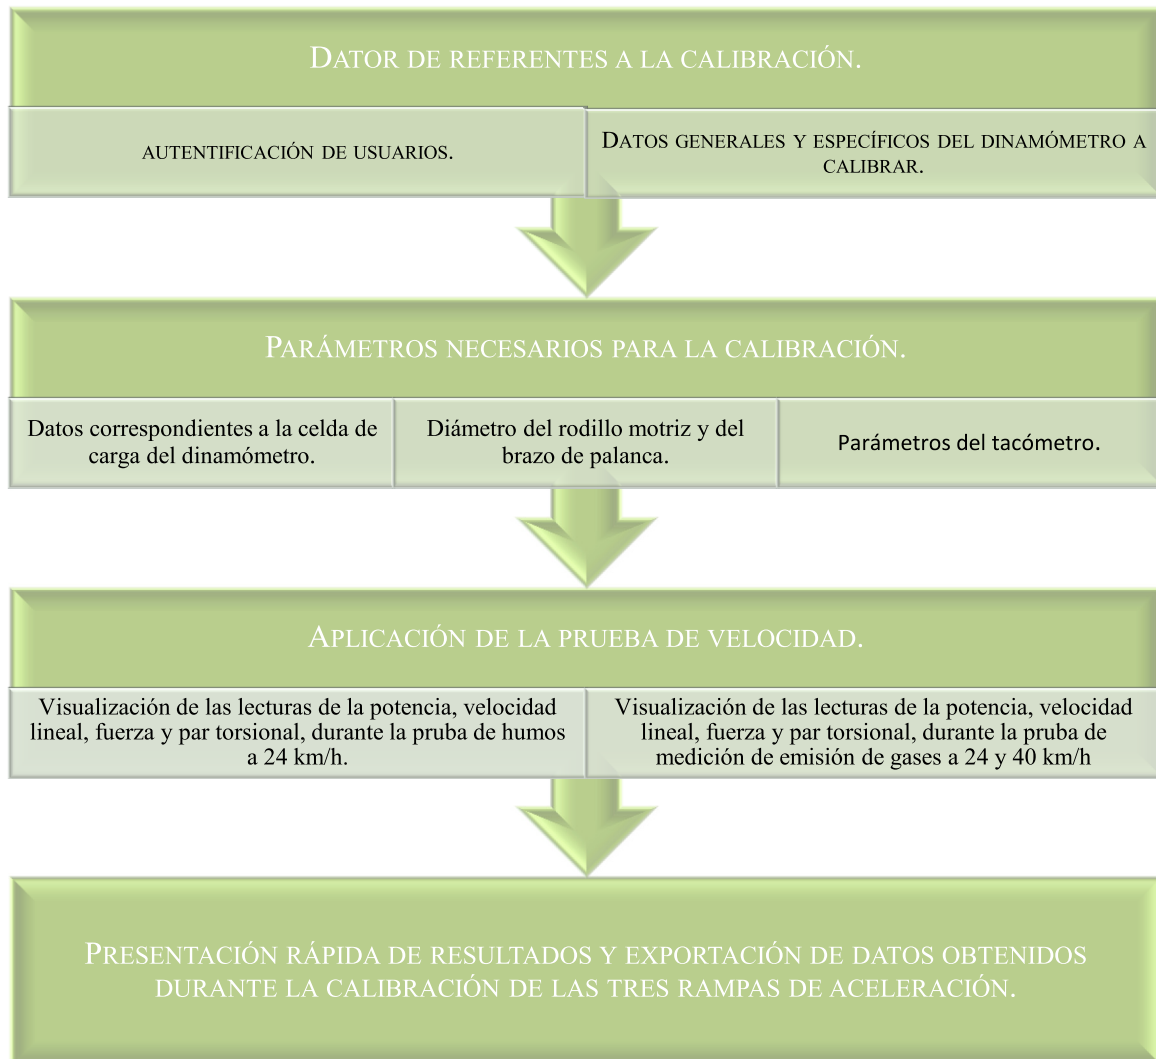 DATOR DE REFERENTES A LA CALIBRACIÓN.
AUTENTIFICACIÓN DE USUARIOS.
DATOS GENERALES Y ESPECÍFICOS DEL DINAMÓMETRO A
CALIBRAR.
PARÁMETROS NECESARIOS PARA LA CALIBRACIÓN.
Datos correspondientes a la celda de
carga del dinamómetro.
Diámetro del rodillo motriz y del
brazo de palanca.
Parámetros del tacómetro.
APLICACIÓN DE LA PRUEBA DE VELOCIDAD.
Visualización de las lecturas de la potencia, velocidad
lineal, fuerza y par torsional, durante la pruba de humos
a 24 km/h.
Visualización de las lecturas de la potencia, velocidad
lineal, fuerza y par torsional, durante la pruba de
medición de emisión de gases a 24 y 40 km/h
PRESENTACIÓN RÁPIDA DE RESULTADOS Y EXPORTACIÓN DE DATOS OBTENIDOS
DURANTE LA CALIBRACIÓN DE LAS TRES RAMPAS DE ACELERACIÓN.